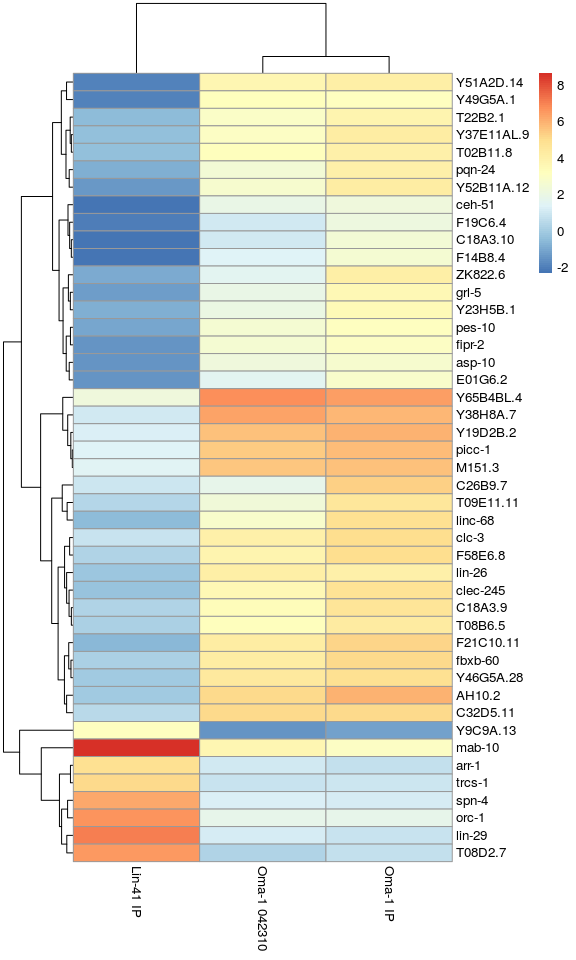 Y51A2D.14
Y49G5A.1
T22B2.1
Y37E11AL.9
T02B11.8
pqn-24
Y52B11A.12
ceh-51
F19C6.4
C18A3.10
F14B8.4
ZK822.6
grl-5
Y23H5B.1
pes-10
fipr-2
asp-10
E01G6.2
Y65B4BL.4
Y38H8A.7
Y19D2B.2
picc-1
M151.3
C26B9.7
T09E11.11
linc-68
clc-3
F58E6.8
lin-26
clec-245
C18A3.9
T08B6.5
F21C10.11
fbxb-60
Y46G5A.28
AH10.2
C32D5.11
Y9C9A.13
mab-10
arr-1
trcs-1
spn-4
orc-1
lin-29
T08D2.7
8
6
4
2
0
-2
Lin-41 IP
Oma-1 042310
Oma-1 IP